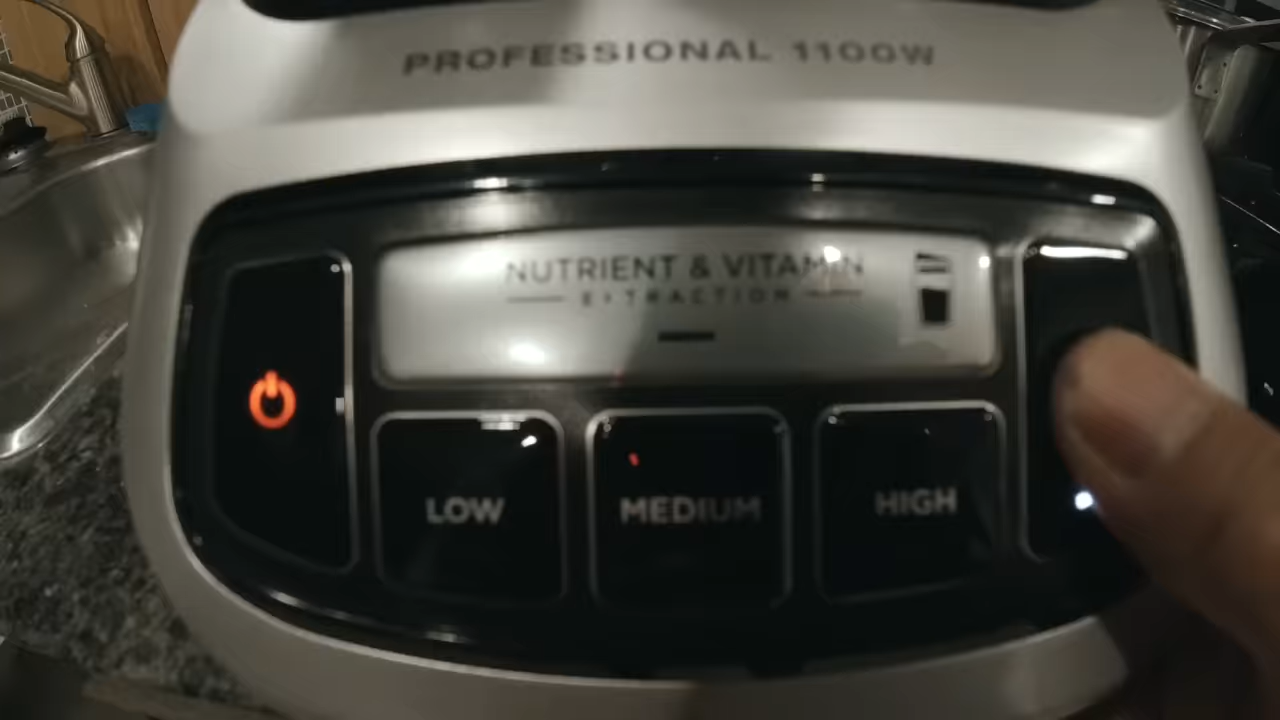 PROFESSIONAL 1100W
NUTRIENT & VITAMIN
EXTRACTION
LOW
MEDIUM
HIGH